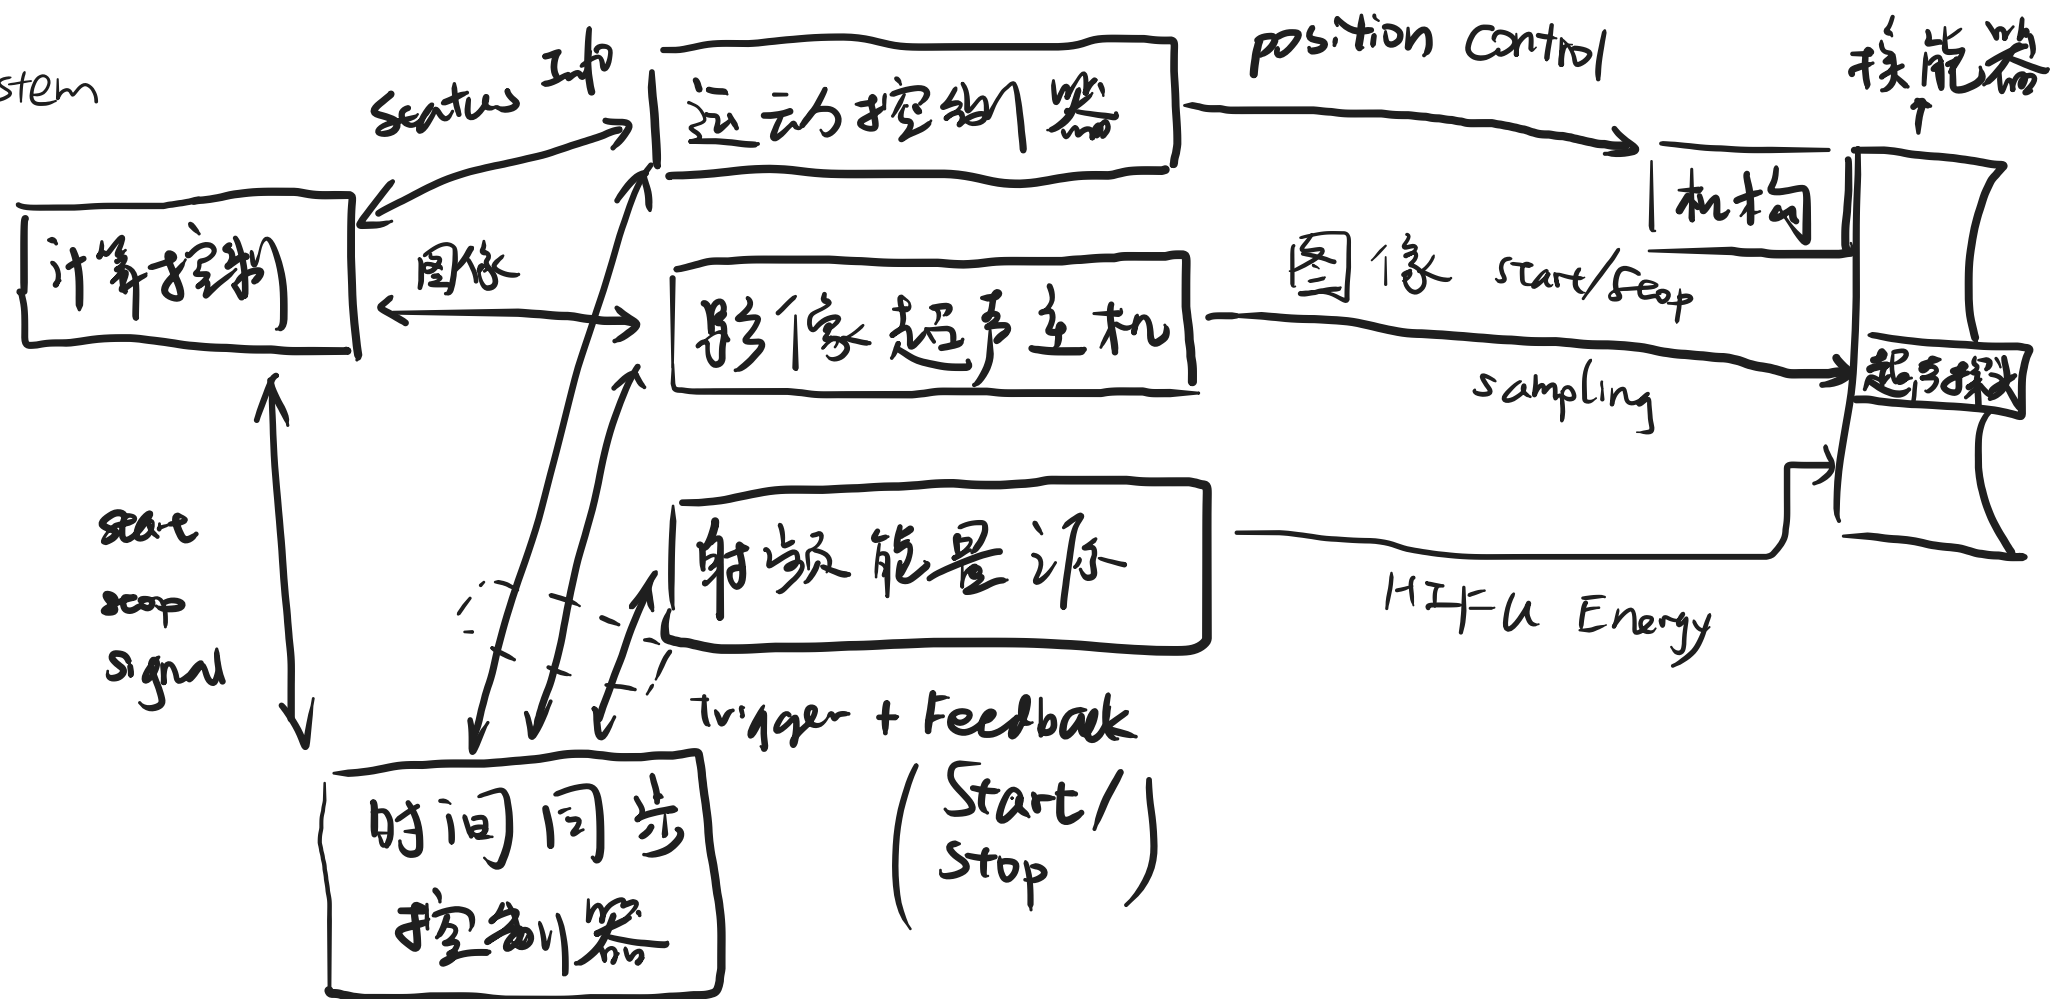 stem
Status Info
运动控制器
position control
换能器
机构
计算控制
图像
影像超声主机
图像 start/stop
sampling
超声探头
射频能量源
HIFU Energy
start
stop
signal
trigger + Feedback
(Start/
Stop)
时间同步
控制器